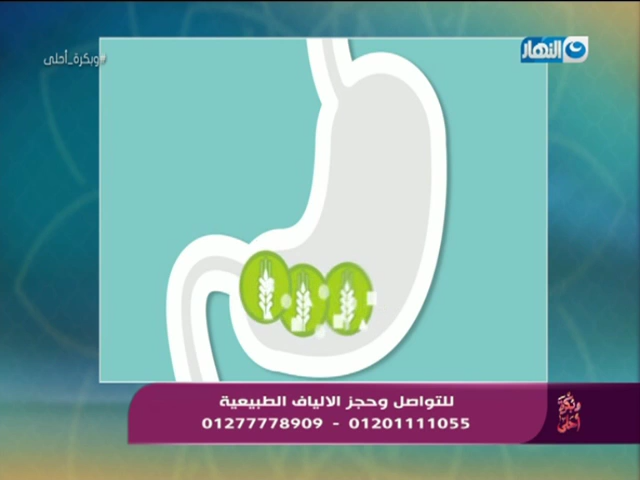 #وبكرة_أحلى
النهار
للتواصل وحجز الالياف الطبيعية
01277778909 - 01201111055
وبكرة
أحلى